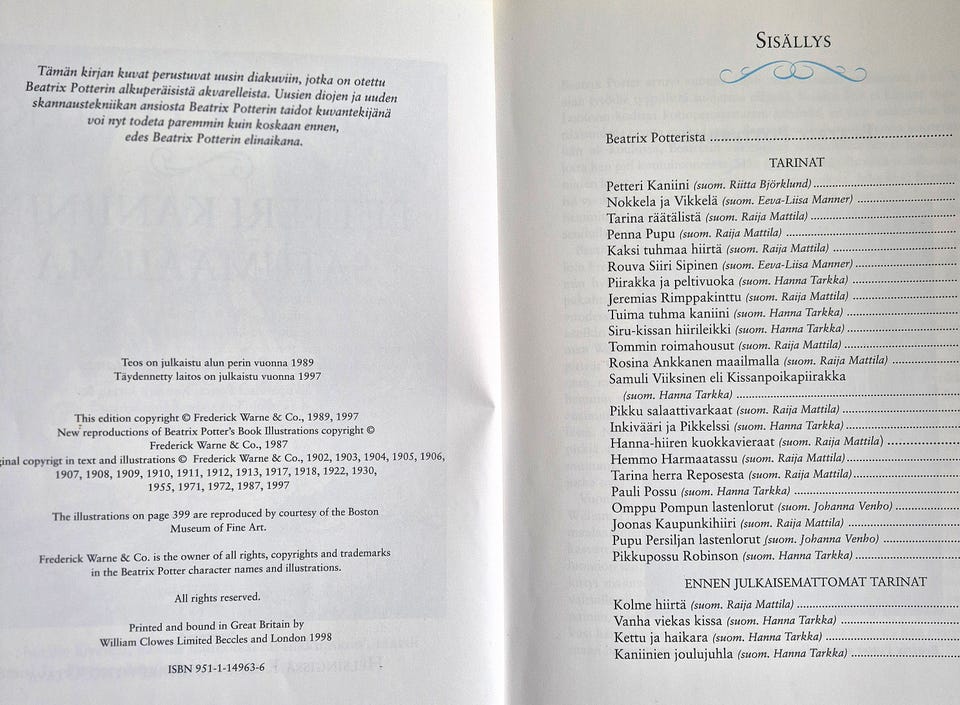 Tämän kirjan kuvat perustuvat uusin diakuviin, jotka on otettu
Beatrix Potterin alkuperäisistä akvarelleista. Uusien diojen ja uuden
skannaustekniikan ansiosta Beatrix Potterin taidot kuvantekijänä
voi nyt todeta paremmin kuin koskaan ennen,
edes Beatrix Potterin elinaikana.
Teos on julkaistu alun perin vuonna 1989
Täydennetty laitos on julkaistu vuonna 1997
This edition copyright © Frederick Warne & Co., 1989, 1997
New reproductions of Beatrix Potter's Book Illustrations copyright ©
Frederick Warne & Co., 1987
ginal copyrigt in text and illustrations © Frederick Warne & Co., 1902, 1903, 1904, 1905, 1906,
1907, 1908, 1909, 1910, 1911, 1912, 1913, 1917, 1918, 1922, 1930,
1955, 1971, 1972, 1987, 1997
The illustrations on page 399 are reproduced by courtesy of the Boston
Museum of Fine Art.
Frederick Warne & Co. is the owner of all rights, copyrights and trademarks
in the Beatrix Potter character names and illustrations.
All rights reserved.
Printed and bound in Great Britain by
William Clowes Limited Beccles and London 1998
ISBN 951-1-14963-6
SISÄLLYS
Beatrix Potterista
TARINAT
Petteri Kaniini (suom. Riitta Björklund)
Nokkela ja Vikkelä (suom. Eeva-Liisa Manner)
Tarina räätälistä (suom. Raija Mattila)
Penna Pupu (suom. Raija Mattila)
Kaksi tuhmaa hiirtä (suom. Raija Mattila)
Rouva Siiri Sipinen (suom. Eeva-Liisa Manner)
Piirakka ja peltivuoka (suom. Hanna Tarkka)
Jeremias Rimppakinttu (suom. Raija Mattila)
Tuima tuhma kaniini (suom. Hanna Tarkka)
Siru-kissan hiirileikki (suom. Hanna Tarkka)
Tommin roimahousut (suom. Raija Mattila)
Rosina Ankkanen maailmalla (suom. Raija Mattila)
Samuli Viiksinen eli Kissanpoikapiirakka
(suom. Hanna Tarkka)
Pikku salaattivarkaat (suom. Raija Mattila)
Inkivääri ja Pikkelssi (suom. Hanna Tarkka)
Hanna-hiiren kuokkavieraat (suom. Raija Mattila)
Hemmo Harmaatassu (suom. Raija Mattila)
Tarina herra Reposesta (suom. Raija Mattila)
Pauli Possu (suom. Hanna Tarkka)
Omppu Pompun lastenlorut (suom. Johanna Venho)
Joonas Kaupunkihiiri (suom. Raija Mattila)
Pupu Persiljan lastenlorut (suom. Johanna Venho)
Pikkupossu Robinson (suom. Hanna Tarkka)
ENNEN JULKAISEMATTOMAT TARINAT
Kolme hiirtä (suom. Raija Mattila)
Vanha viekas kissa (suom. Hanna Tarkka)
Kettu ja haikara (suom. Hanna Tarkka)
Kaniinien joulujuhla (suom. Hanna Tarkka)